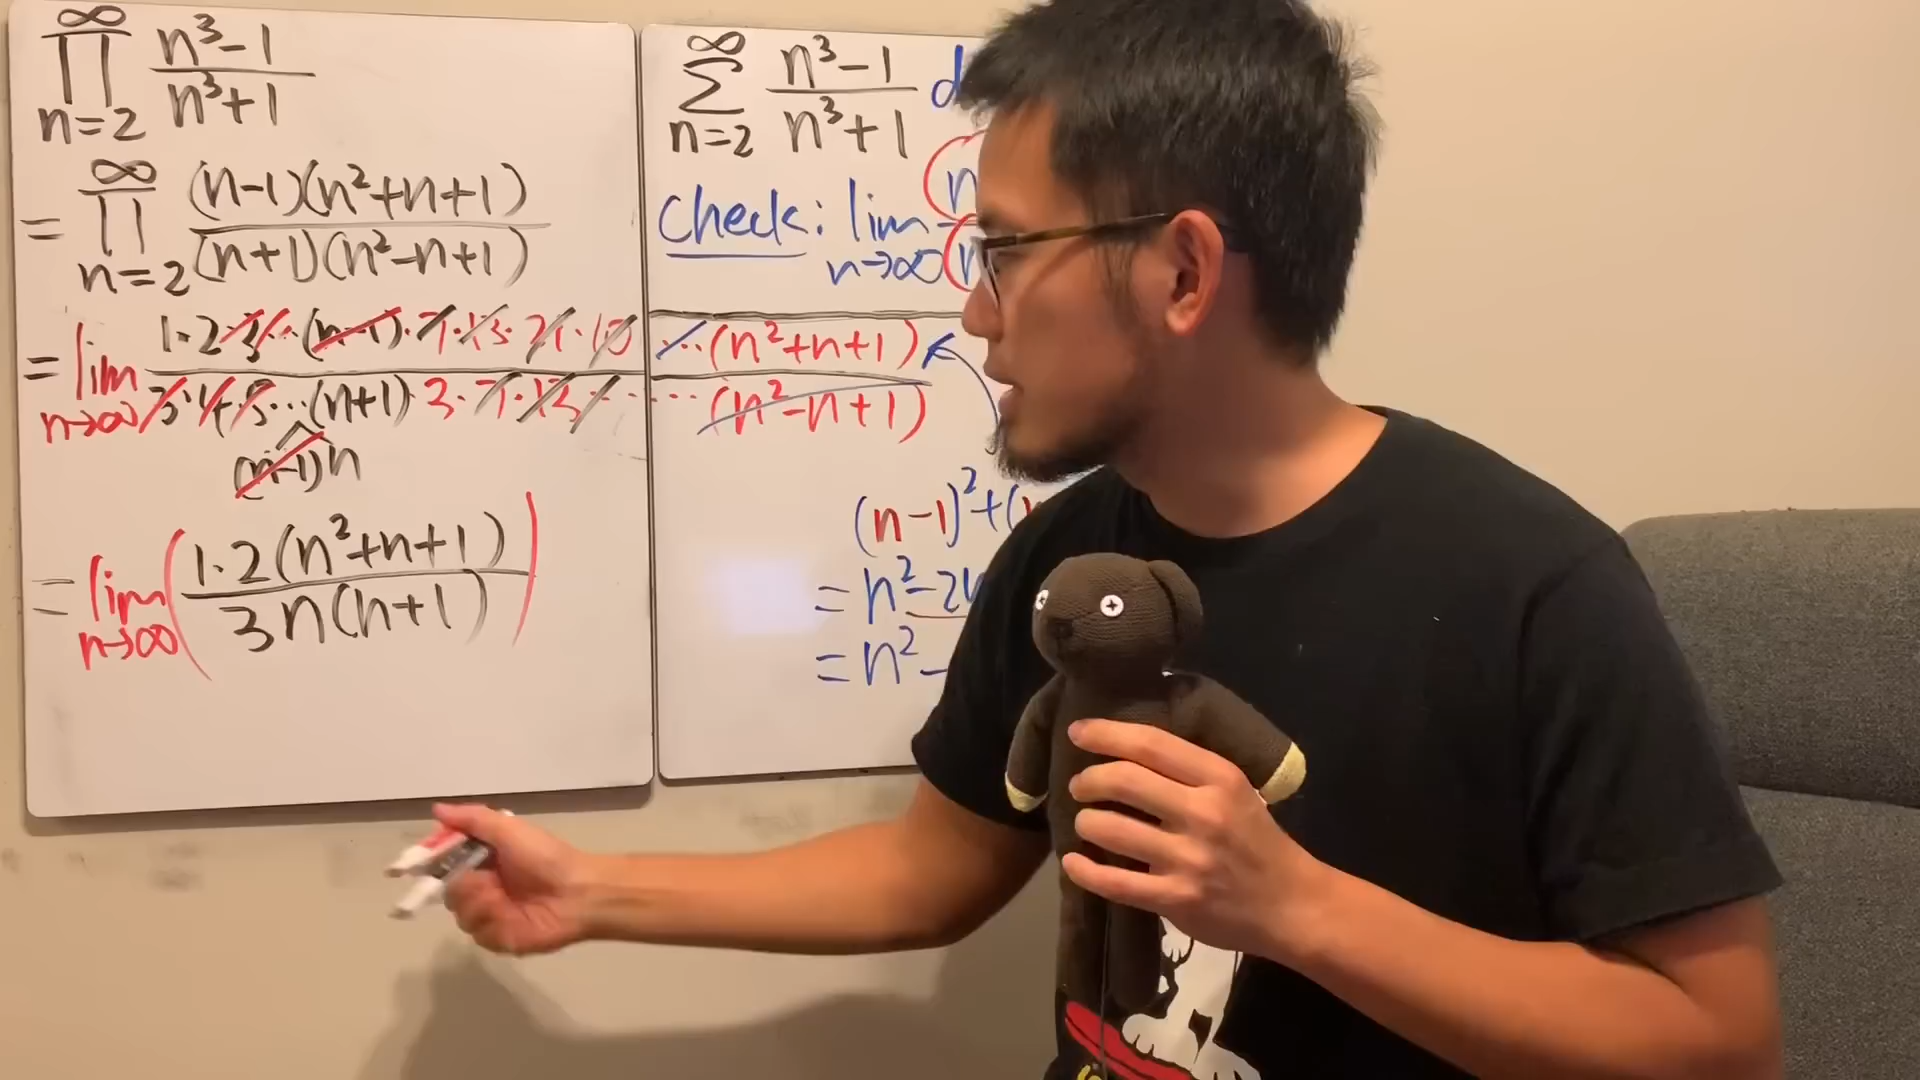 ∞
∏ n³-1 / n³+1
n=2
∞
= ∏ (n-1)(n²+n+1) / (n+1)(n²-n+1)
n=2
= lim 1·2·3·…·(n-1)·7·13·21· …(n²+n+1)
n→∞ 3·4·5…(n+1)·3·7·13· … (n²-n+1)
(n-1)n
= lim ( 1·2(n²+n+1) / 3n(n+1) )
n→∞
∞
∑ n³-1 / n³+1 d
n=2
Check: lim (n
n→∞ (n
(n-1)²+(
= n²-2n
= n²-